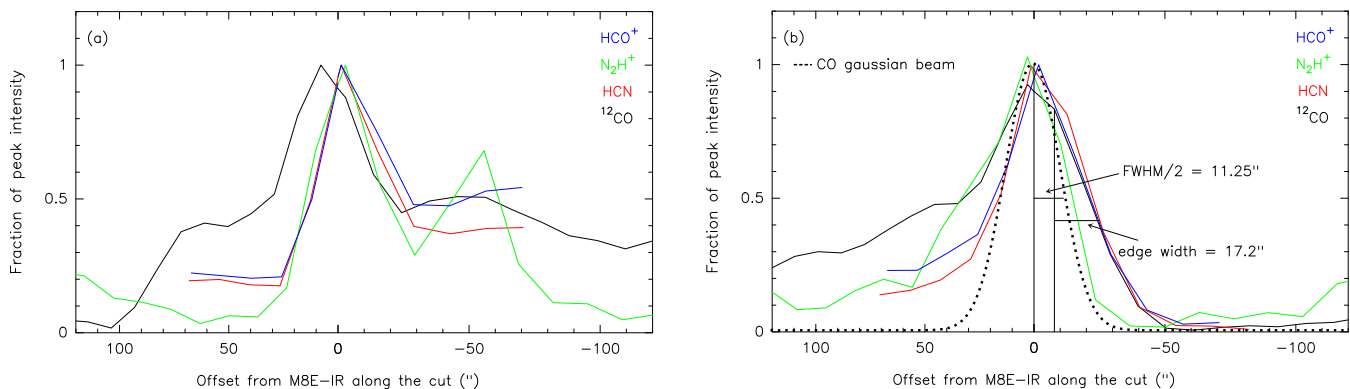 (a)
HCO+
N2H+
HCN
12CO
Fraction of peak intensity
1
0.5
0
100 50 0 −50 −100
Offset from M8E−IR along the cut (")
(b)
CO gaussian beam
HCO+
N2H+
HCN
12CO
FWHM/2 = 11.25"
edge width = 17.2"
Fraction of peak intensity
1
0.5
0
100 50 0 −50 −100
Offset from M8E−IR along the cut (")